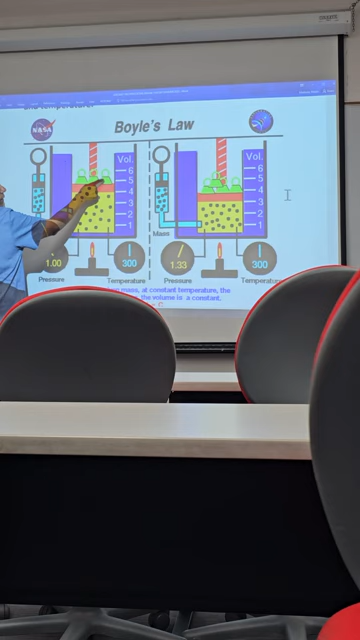 NASA
Boyle's Law
Vol.
6
5
4
3
2
1
Vol.
6
5
4
3
2
1
Mass
1.00
300
1.33
300
Pressure
Temperature
Pressure
Temperature
mass, at constant temperature, the
the volume is a constant.